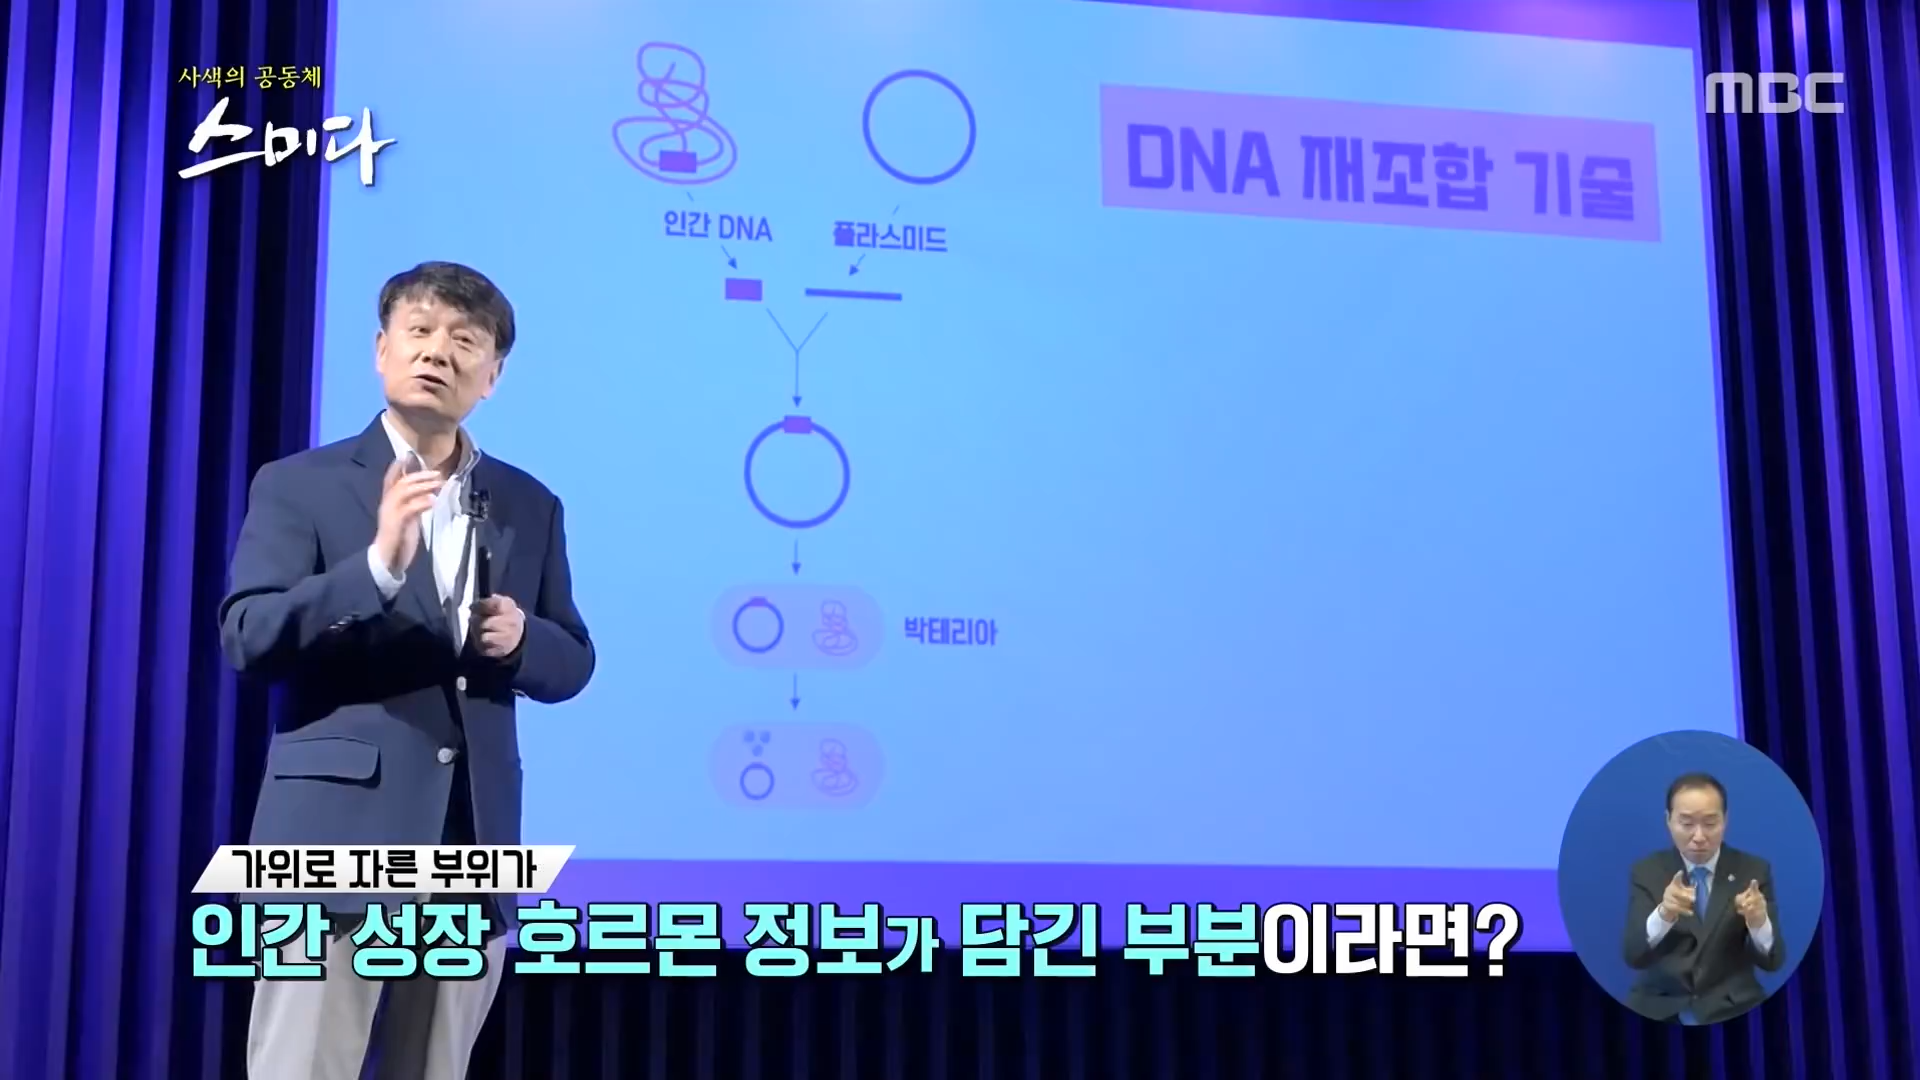 사색의 공동체
스미다
MBC
DNA 재조합 기술
인간 DNA
플라스미드
박테리아
가위로 자른 부위가
인간 성장 호르몬 정보가 담긴 부분이라면?